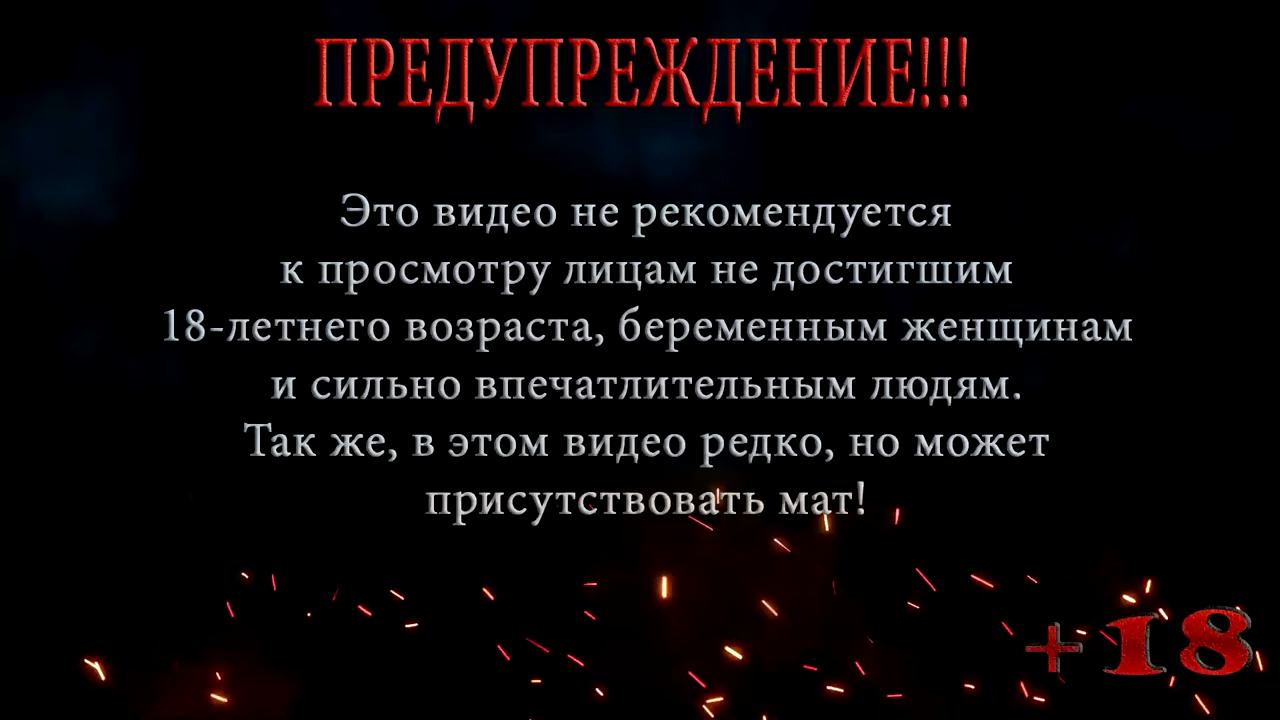 ПРЕДУПРЕЖДЕНИЕ!!!
Это видео не рекомендуется
к просмотру лицам не достигшим
18-летнего возраста, беременным женщинам
и сильно впечатлительным людям.
Так же, в этом видео редко, но может
присутствовать мат!
+18